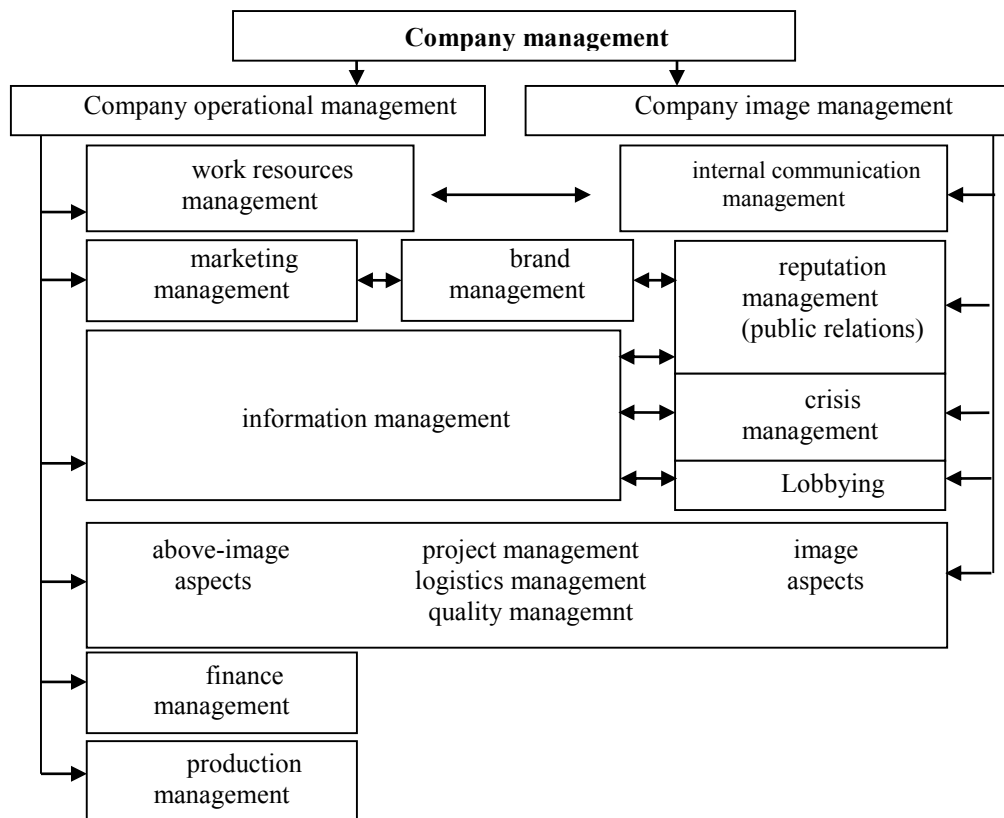 Company management
Company operational management
Company image management
work resources
management
internal communication
management
marketing
management
brand
management
reputation
management
(public relations)
information management
crisis
management
Lobbying
above-image
aspects
project management
logistics management
quality managemnt
image
aspects
finance
management
production
management